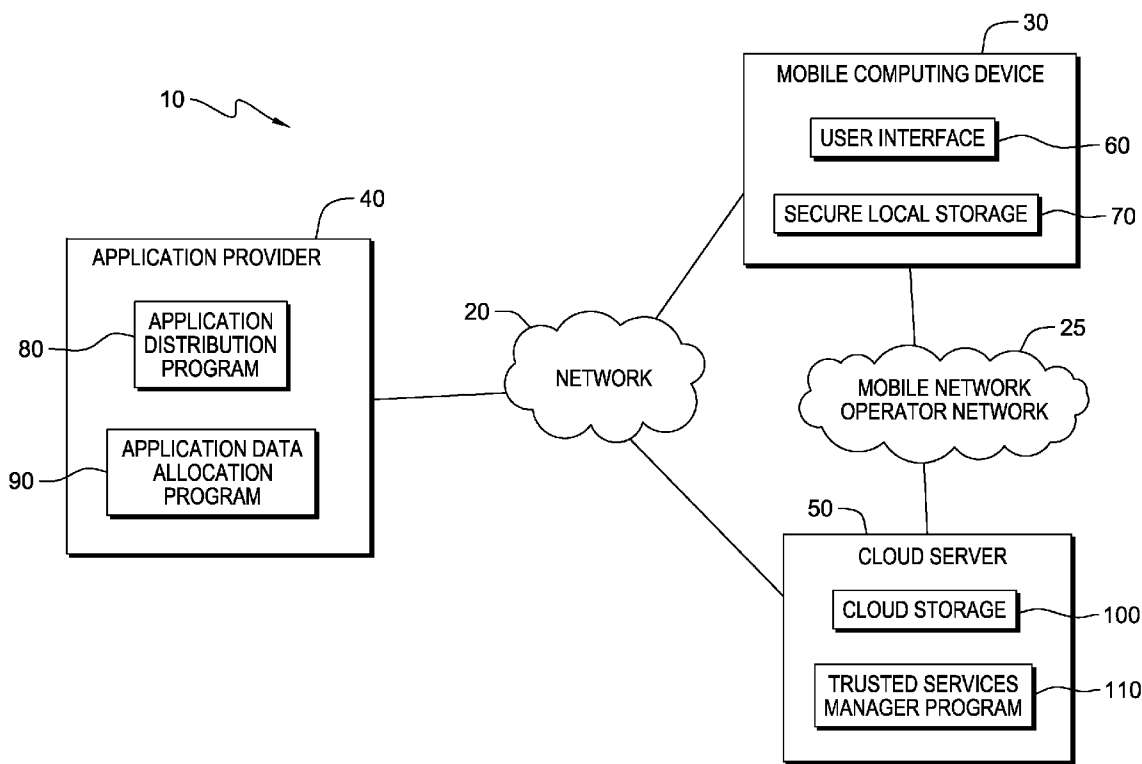 10
40
APPLICATION PROVIDER
80
APPLICATION
DISTRIBUTION
PROGRAM
90
APPLICATION DATA
ALLOCATION
PROGRAM
20
NETWORK
30
MOBILE COMPUTING DEVICE
USER INTERFACE
60
SECURE LOCAL STORAGE
70
25
MOBILE NETWORK
OPERATOR NETWORK
50
CLOUD SERVER
CLOUD STORAGE
100
TRUSTED SERVICES
MANAGER PROGRAM
110